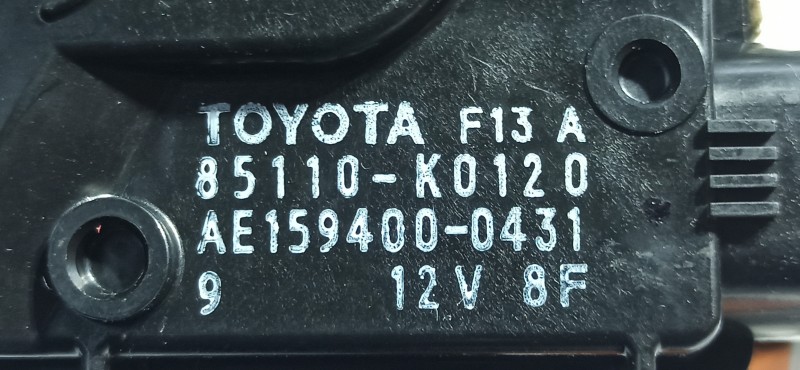 TOYOTA F13 A
85110-K0120
AE159400-0431
9 12V 8F